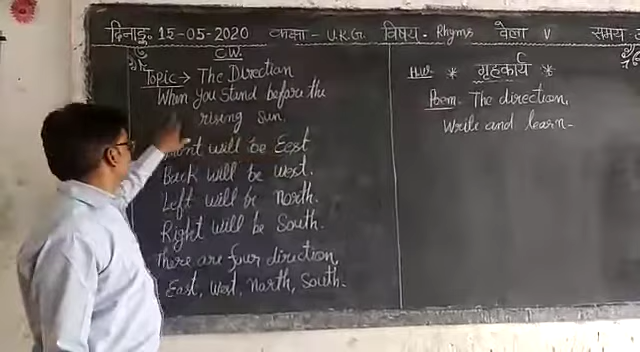 दिनाङ्क. 15-05-2020 कक्षा - U.K.G. विषय - Rhyms वेला V समय
C.W.
Topic → The Direction
When you stand before the
rising sun.
will be East
Back will be west.
Left will be north.
Right will be South.
There are four direction,
East, West, north, South.
H.W. * गृहकार्य *
Poem. The direction,
Write and learn-